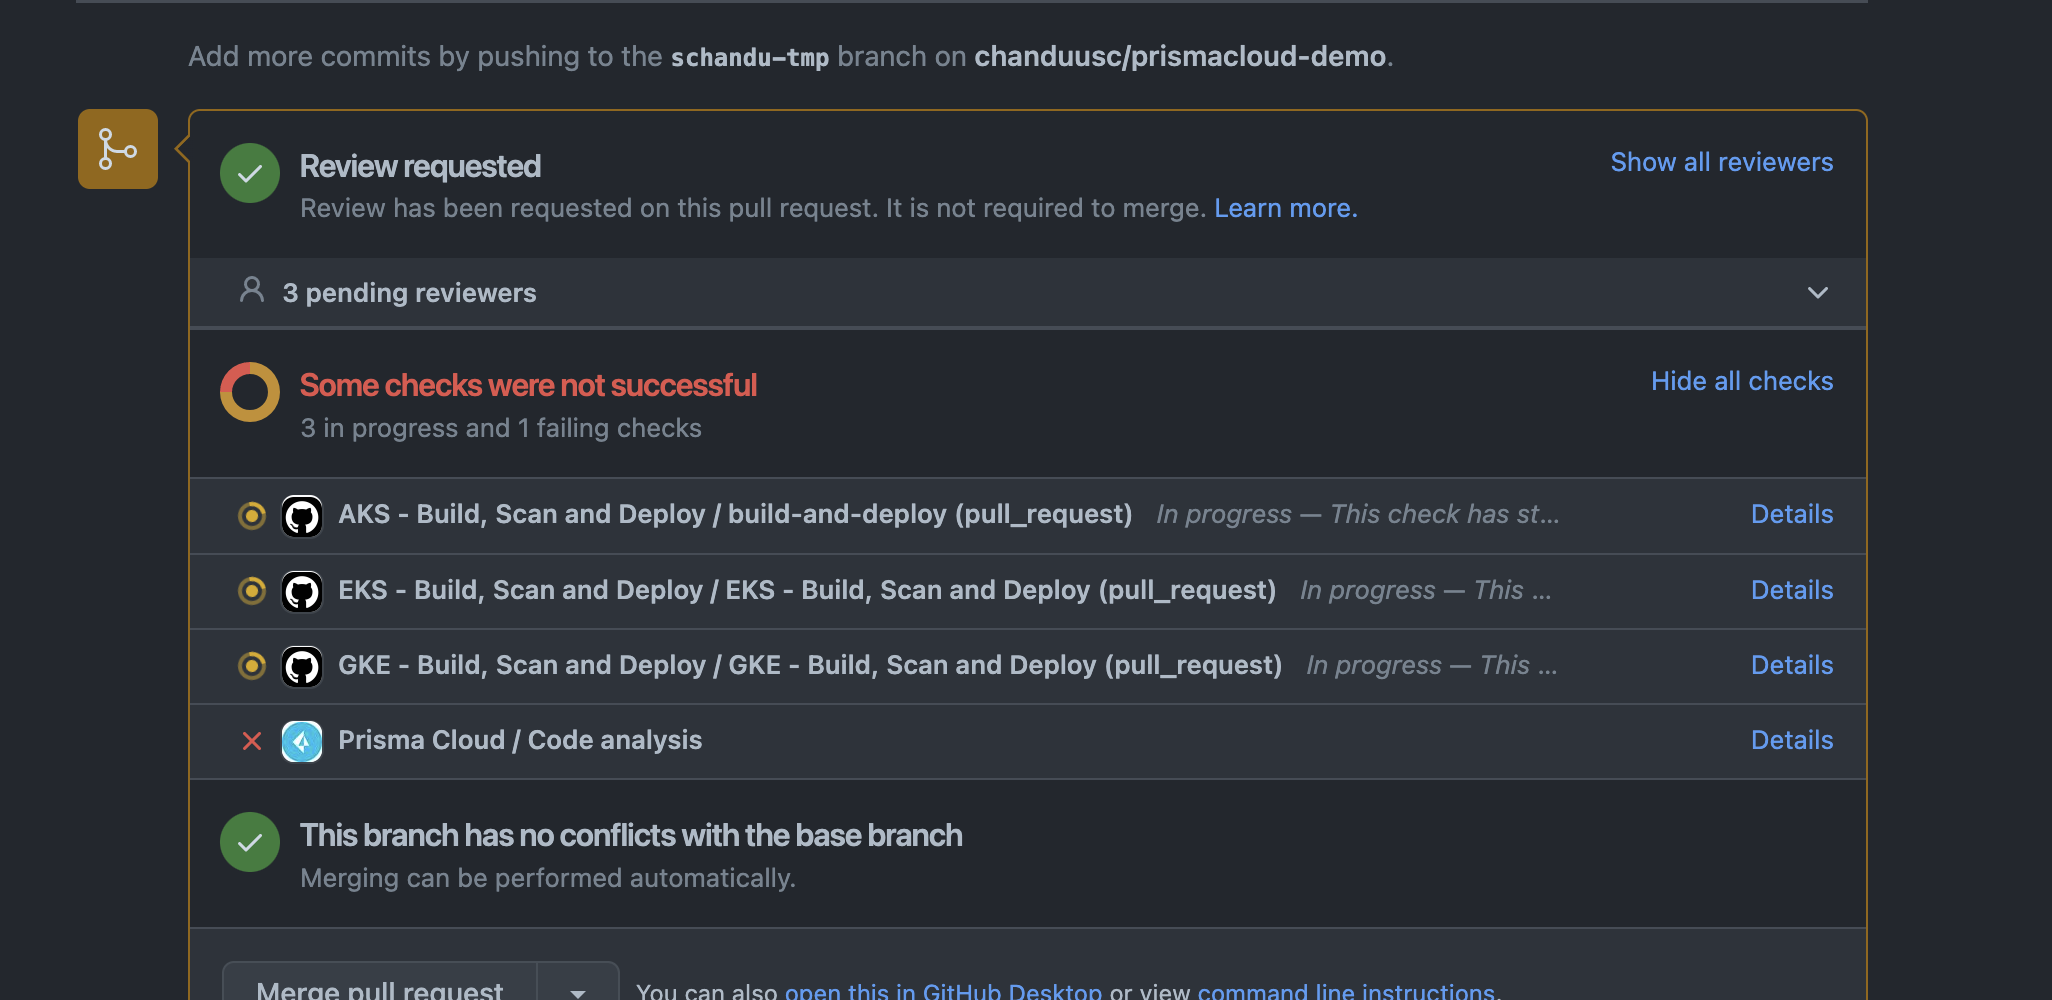 Add more commits by pushing to the schandu-tmp branch on chanduusc/prismacloud-demo.
Review requested
Show all reviewers
Review has been requested on this pull request. It is not required to merge. Learn more.
3 pending reviewers
Some checks were not successful
Hide all checks
3 in progress and 1 failing checks
AKS - Build, Scan and Deploy / build-and-deploy (pull_request) In progress — This check has st... Details
EKS - Build, Scan and Deploy / EKS - Build, Scan and Deploy (pull_request) In progress — This ... Details
GKE - Build, Scan and Deploy / GKE - Build, Scan and Deploy (pull_request) In progress — This ... Details
Prisma Cloud / Code analysis Details
This branch has no conflicts with the base branch
Merging can be performed automatically.
Merge pull request You can also open this in GitHub Desktop or view command line instructions.